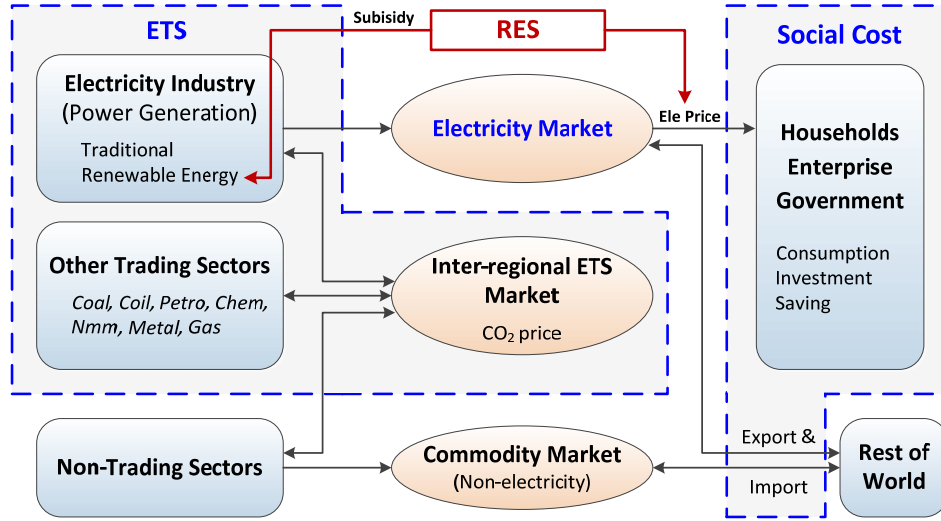 ETS
Subisidy
RES
Social Cost
Electricity Industry
(Power Generation)
Traditional
Renewable Energy
Electricity Market
Ele Price
Households
Enterprise
Government
Consumption
Investment
Saving
Other Trading Sectors
Coal, Coil, Petro, Chem,
Nmm, Metal, Gas
Inter-regional ETS
Market
CO₂ price
Non-Trading Sectors
Commodity Market
(Non-electricity)
Export &
Import
Rest of
World